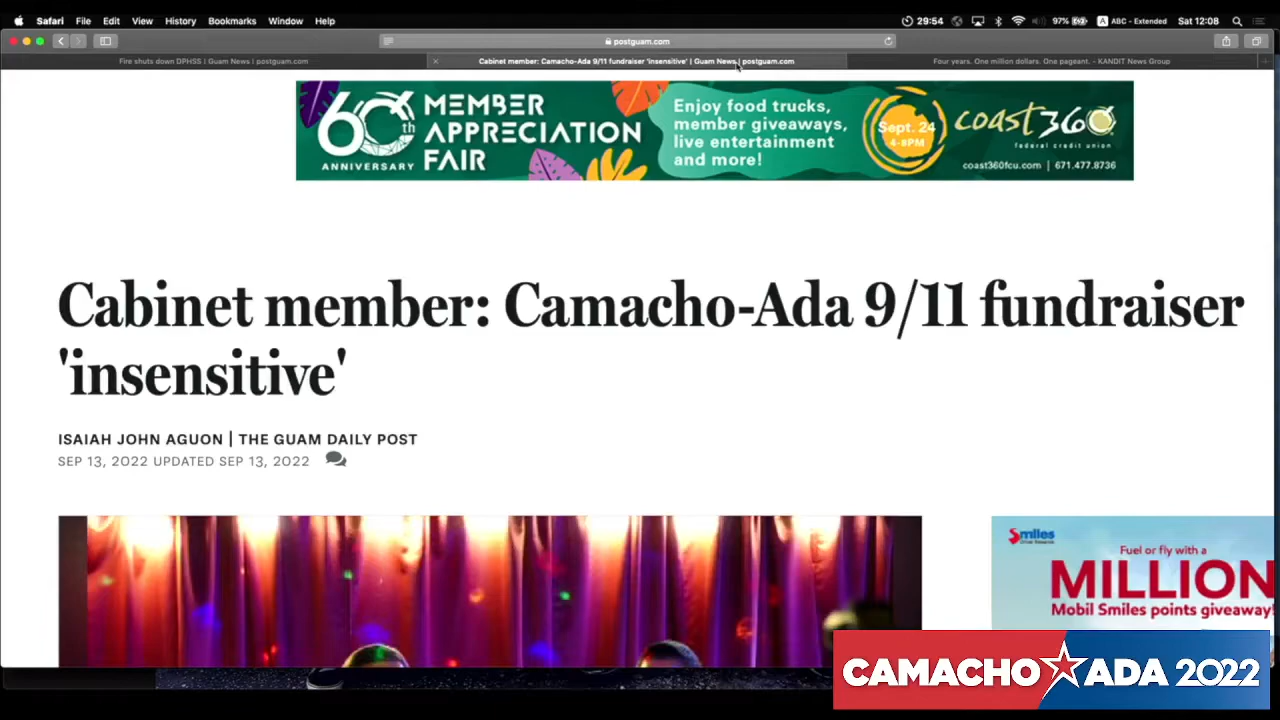 Safari File Edit View History Bookmarks Window Help 29:54 97% A ABC - Extended Sat 12:08
postguam.com
Fire shuts down DPHSS | Guam News | postguam.com
Cabinet member: Camacho-Ada 9/11 fundraiser 'insensitive' | Guam News | postguam.com
Four years. One million dollars. One pageant. - KANDIT News Group
60th
ANNIVERSARY
MEMBER
APPRECIATION
FAIR
Enjoy food trucks,
member giveaways,
live entertainment
and more!
Sept. 24
4-8PM
coast360
federal credit union
coast360fcu.com | 671.477.8736
Cabinet member: Camacho-Ada 9/11 fundraiser
'insensitive'
ISAIAH JOHN AGUON | THE GUAM DAILY POST
SEP 13, 2022 UPDATED SEP 13, 2022
Smiles
Fuel or fly with a
MILLION
Mobil Smiles points giveaway!
CAMACHO ADA 2022